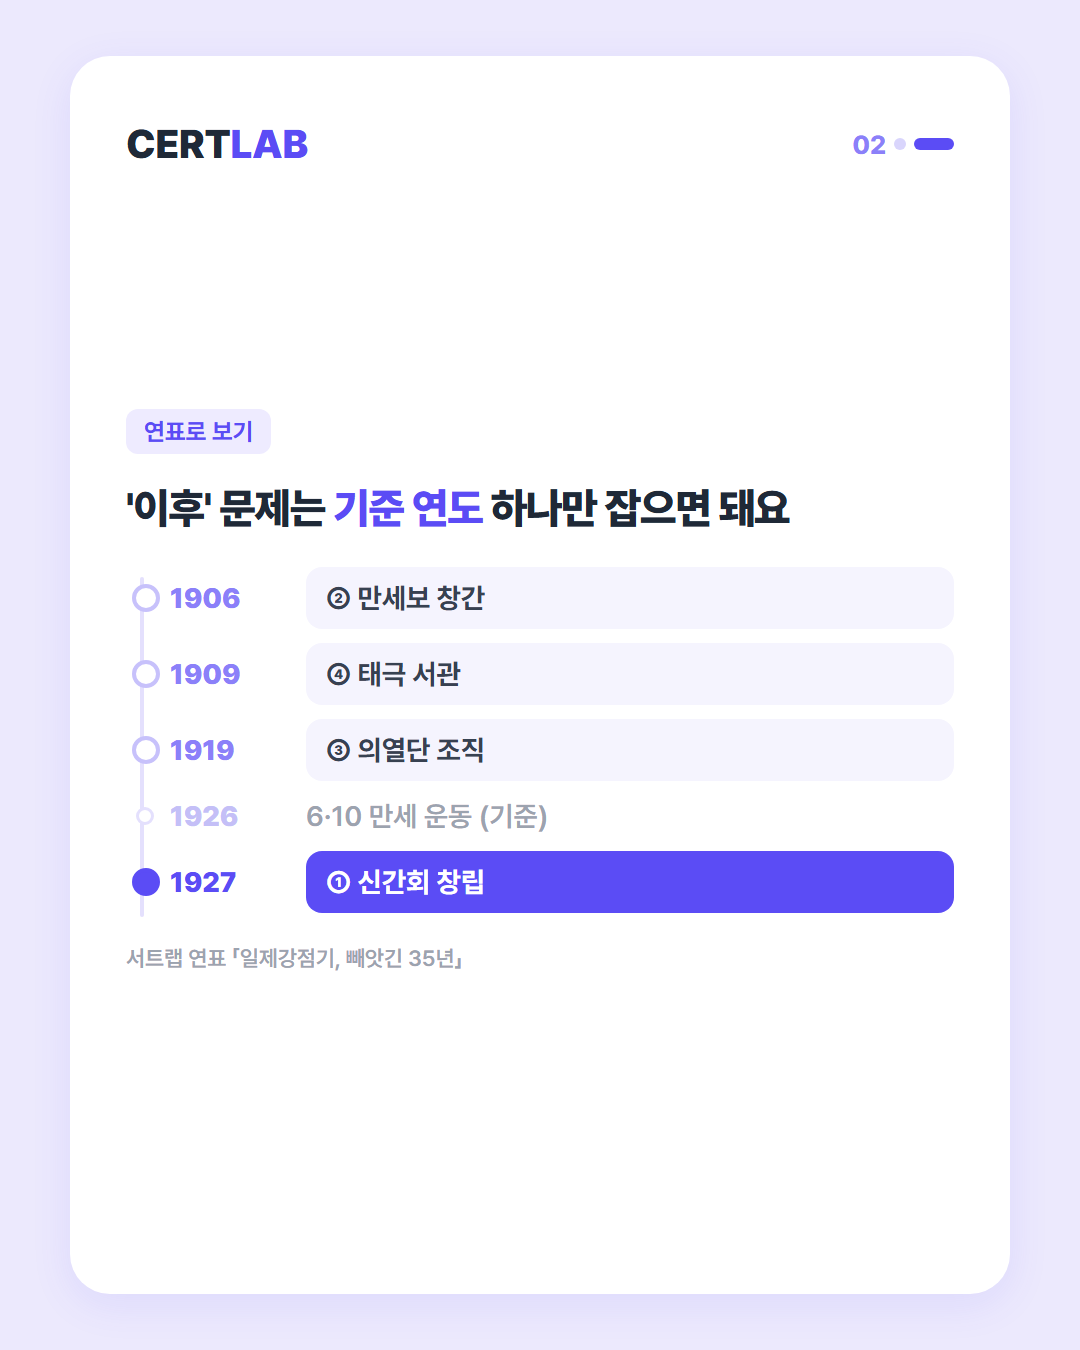 CERTLAB
02
연표로 보기
'이후' 문제는 기준 연도 하나만 잡으면 돼요
1906 ② 만세보 창간
1909 ④ 태극 서관
1919 ③ 의열단 조직
1926 6·10 만세 운동 (기준)
1927 ① 신간회 창립
서트랩 연표 「일제강점기, 빼앗긴 35년」